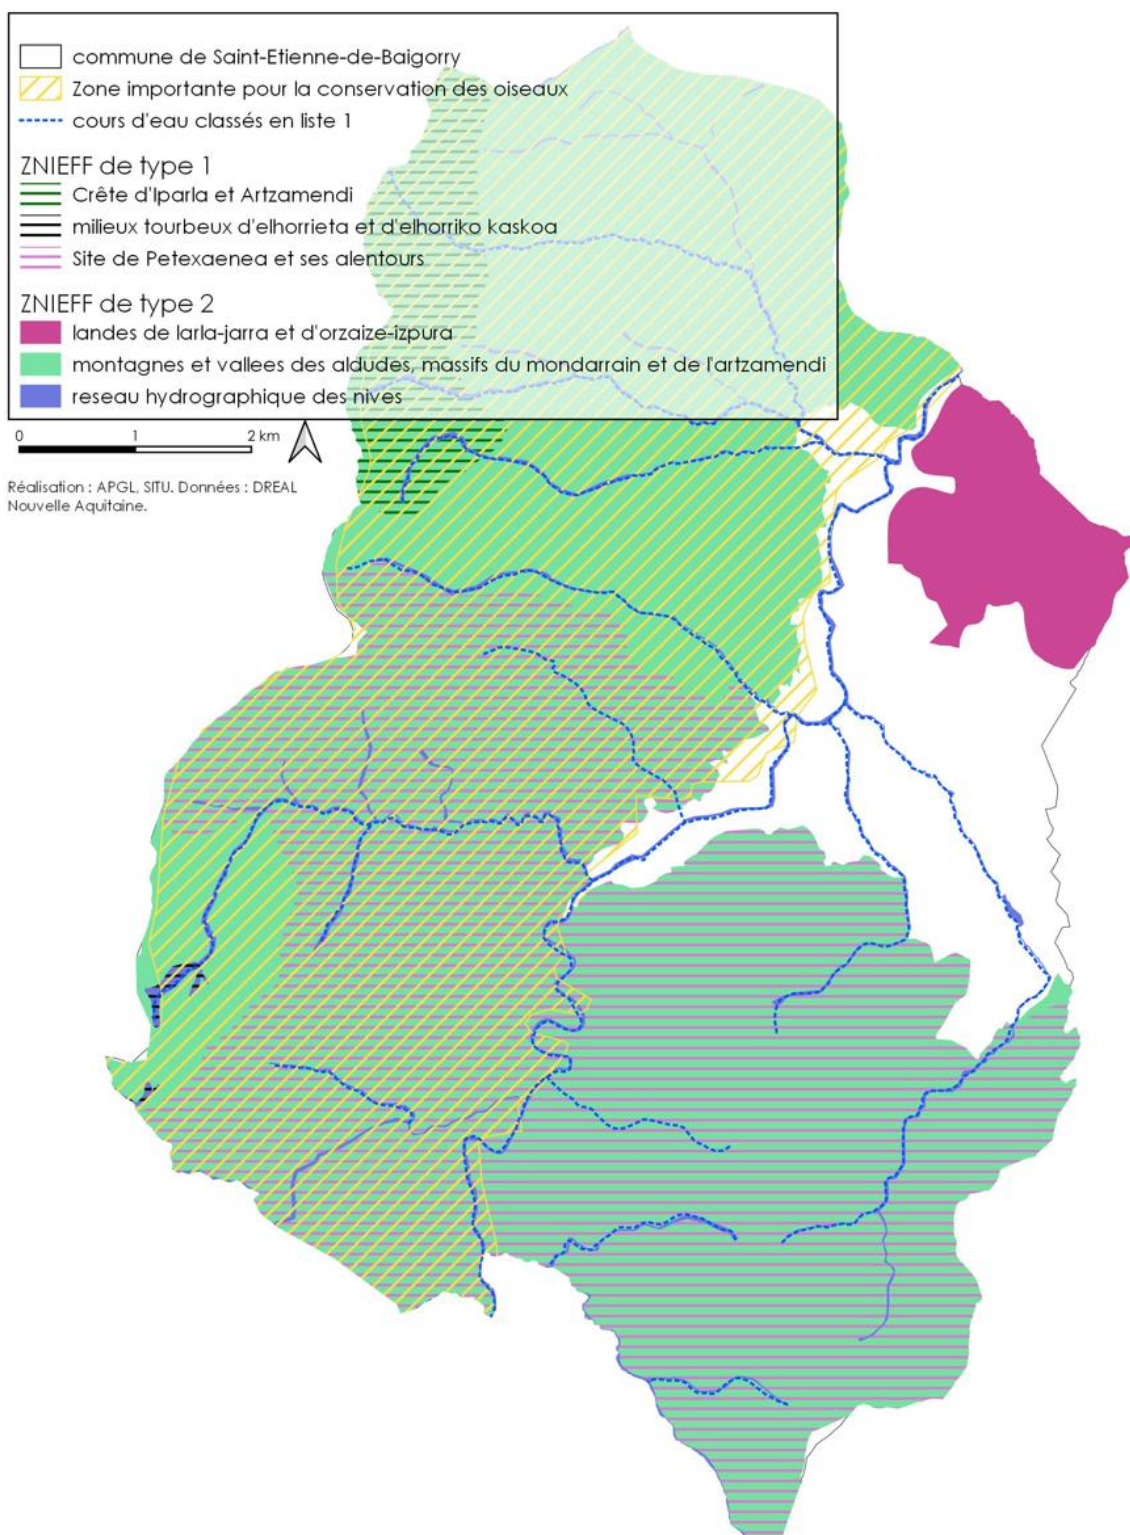 commune de Saint-Etienne-de-Baigorry
Zone importante pour la conservation des oiseaux
cours d'eau classés en liste 1
ZNIEFF de type 1
Crête d'Iparla et Artzamendi
milieux tourbeux d'elhorrieta et d'elhorriko kaskoa
Site de Petexaenea et ses alentours
ZNIEFF de type 2
landes de larla-jarra et d'orzaize-izpura
montagnes et vallees des aldudes, massifs du mondarrain et de l'artzamendi
reseau hydrographique des nives
0 1 2 km
Réalisation : APGL, SITU. Données : DREAL
Nouvelle Aquitaine.